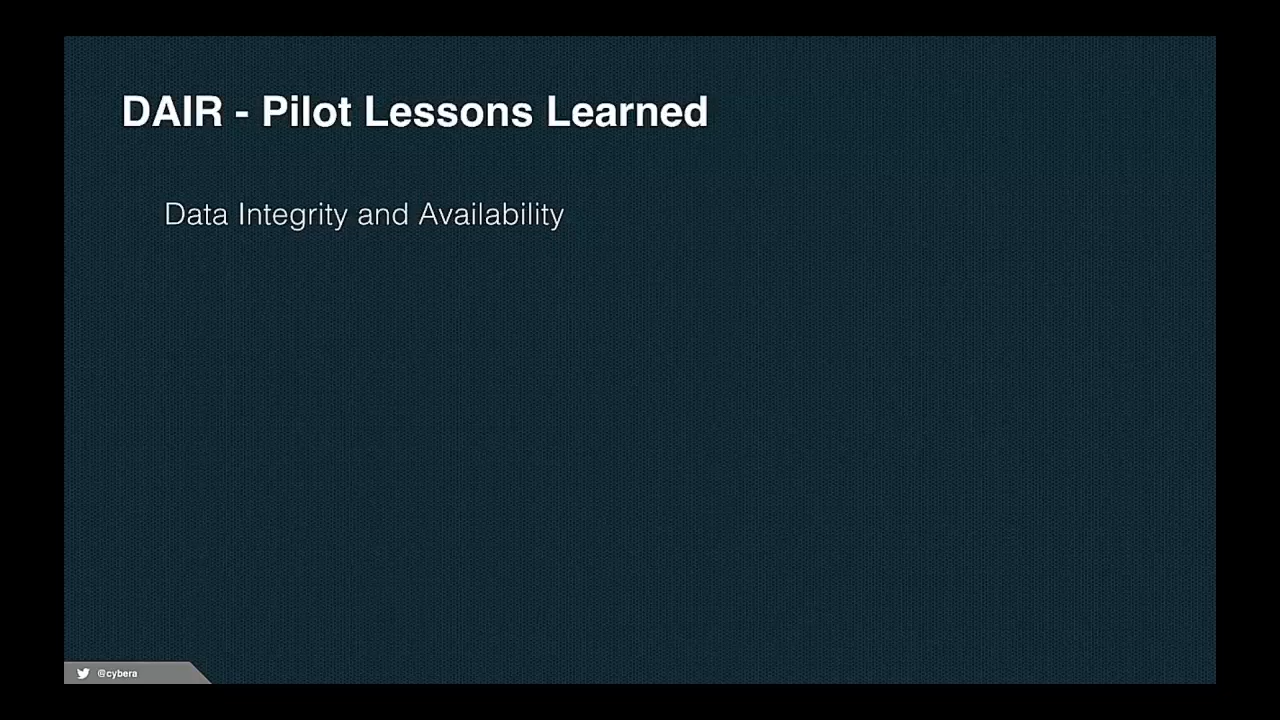 DAIR - Pilot Lessons Learned
Data Integrity and Availability
@cybera